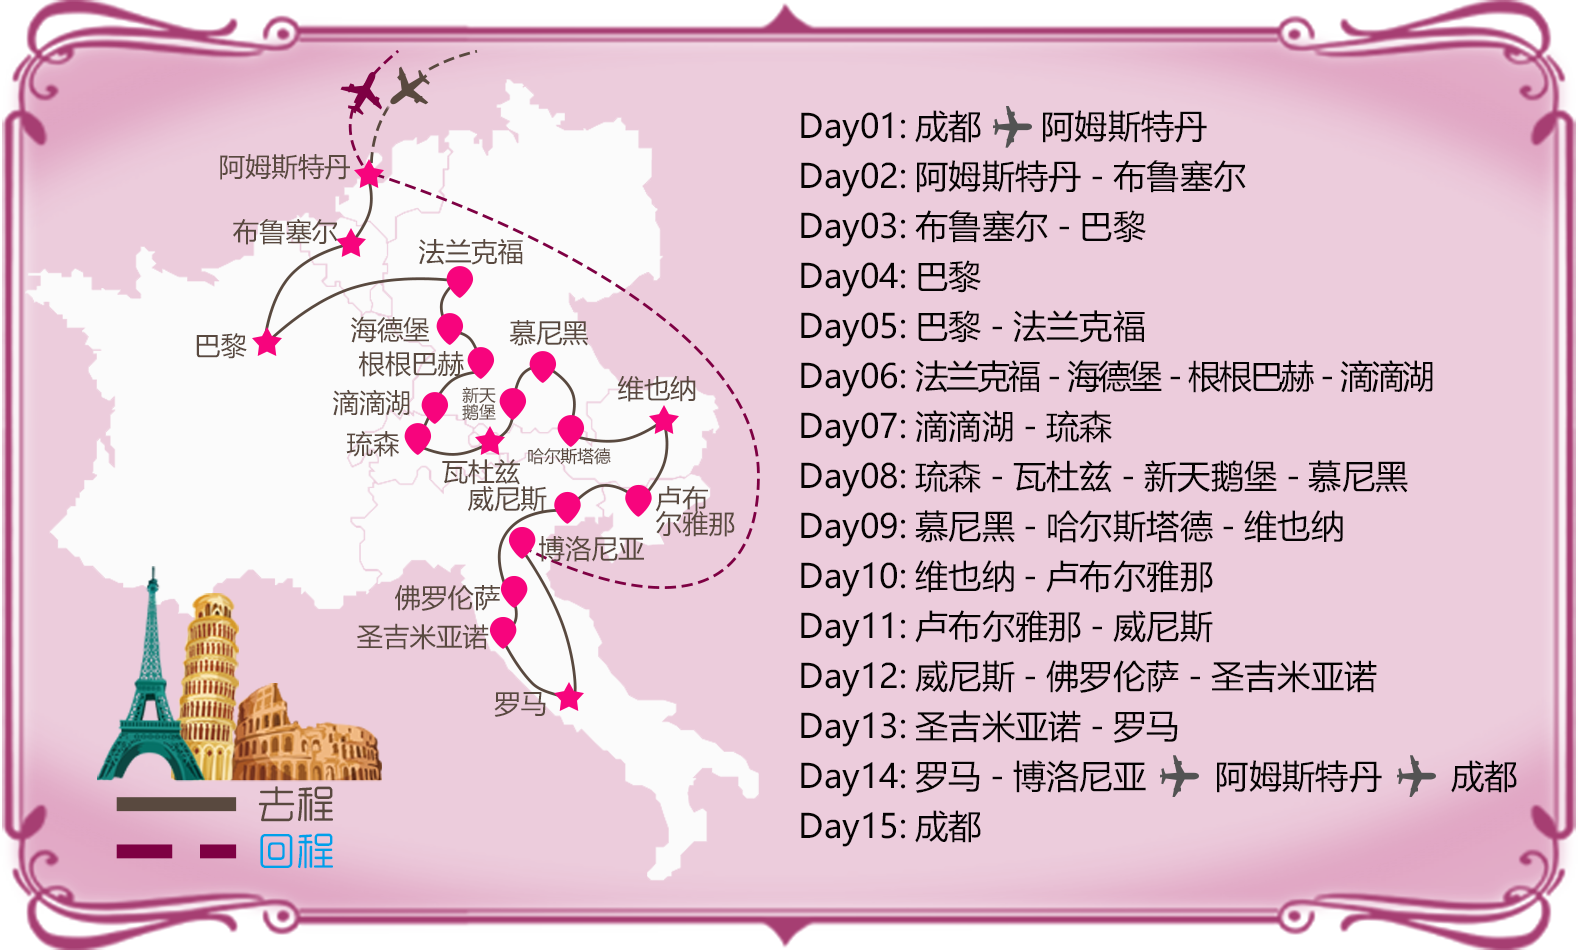 阿姆斯特丹
布鲁塞尔
法兰克福
巴黎
海德堡
慕尼黑
根根巴赫
维也纳
滴滴湖
新天
鹅堡
琉森
哈尔斯塔德
瓦杜兹
威尼斯
卢布
尔雅那
博洛尼亚
佛罗伦萨
圣吉米亚诺
罗马
去程
回程
Day01: 成都 阿姆斯特丹
Day02: 阿姆斯特丹 - 布鲁塞尔
Day03: 布鲁塞尔 - 巴黎
Day04: 巴黎
Day05: 巴黎 - 法兰克福
Day06: 法兰克福 - 海德堡 - 根根巴赫 - 滴滴湖
Day07: 滴滴湖 - 琉森
Day08: 琉森 - 瓦杜兹 - 新天鹅堡 - 慕尼黑
Day09: 慕尼黑 - 哈尔斯塔德 - 维也纳
Day10: 维也纳 - 卢布尔雅那
Day11: 卢布尔雅那 - 威尼斯
Day12: 威尼斯 - 佛罗伦萨 - 圣吉米亚诺
Day13: 圣吉米亚诺 - 罗马
Day14: 罗马 - 博洛尼亚 阿姆斯特丹 成都
Day15: 成都